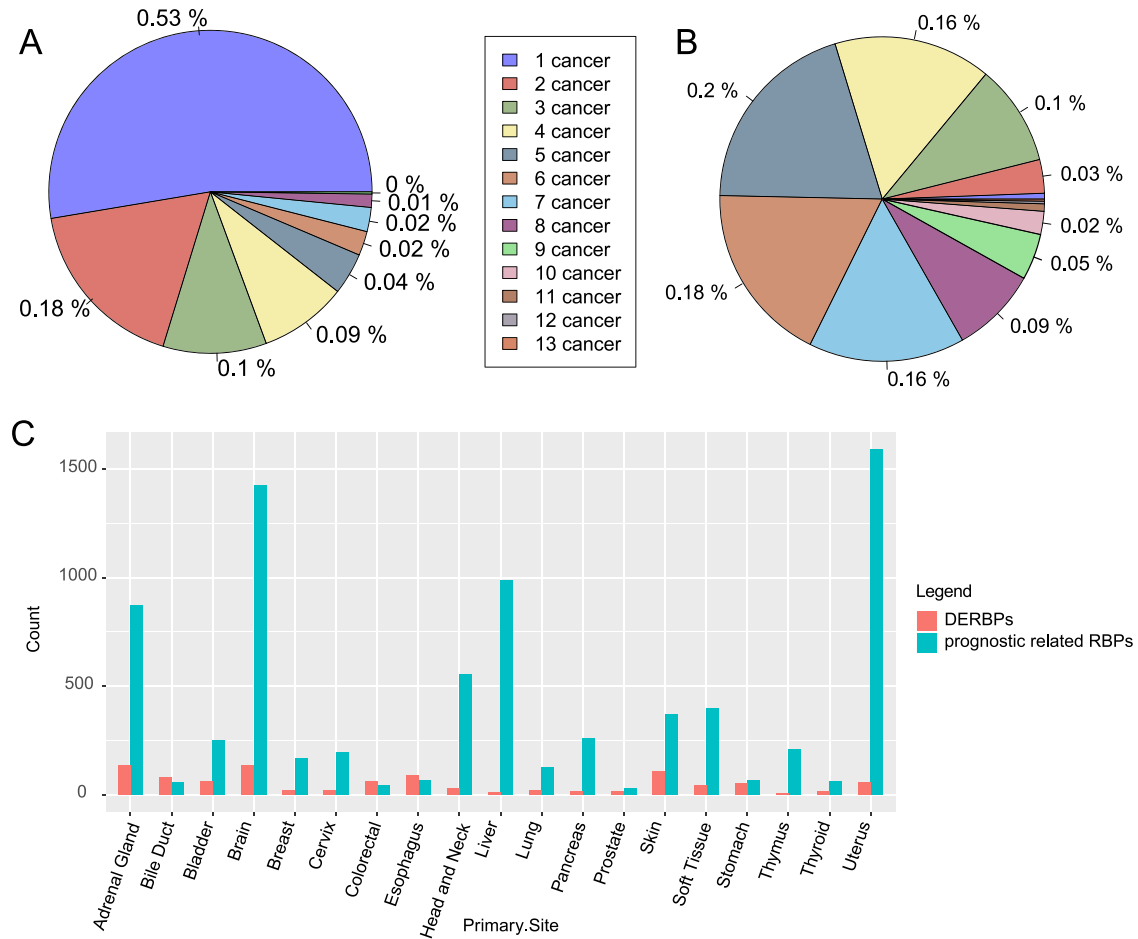 A
0.53 %
0.18 %
0.1 %
0.09 %
0.04 %
0.02 %
0.02 %
0.01 %
0 %
1 cancer
2 cancer
3 cancer
4 cancer
5 cancer
6 cancer
7 cancer
8 cancer
9 cancer
10 cancer
11 cancer
12 cancer
13 cancer
B
0.16 %
0.1 %
0.03 %
0.02 %
0.05 %
0.09 %
0.16 %
0.18 %
0.2 %
C
Count
1500
1000
500
0
Adrenal Gland
Bile Duct
Bladder
Brain
Breast
Cervix
Colorectal
Esophagus
Head and Neck
Liver
Lung
Pancreas
Prostate
Skin
Soft Tissue
Stomach
Thymus
Thyroid
Uterus
Primary.Site
Legend
DERBPs
prognostic related RBPs